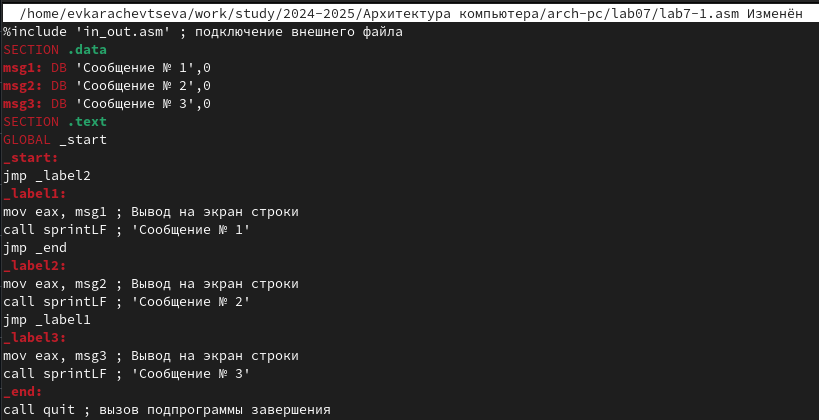 /home/evkarachevtseva/work/study/2024-2025/Архитектура компьютера/arch-pc/lab07/lab7-1.asm Изменён
%include 'in_out.asm' ; подключение внешнего файла
SECTION .data
msg1: DB 'Сообщение № 1',0
msg2: DB 'Сообщение № 2',0
msg3: DB 'Сообщение № 3',0
SECTION .text
GLOBAL _start
_start:
jmp _label2
_label1:
mov eax, msg1 ; Вывод на экран строки
call sprintLF ; 'Сообщение № 1'
jmp _end
_label2:
mov eax, msg2 ; Вывод на экран строки
call sprintLF ; 'Сообщение № 2'
jmp _label1
_label3:
mov eax, msg3 ; Вывод на экран строки
call sprintLF ; 'Сообщение № 3'
_end:
call quit ; вызов подпрограммы завершения